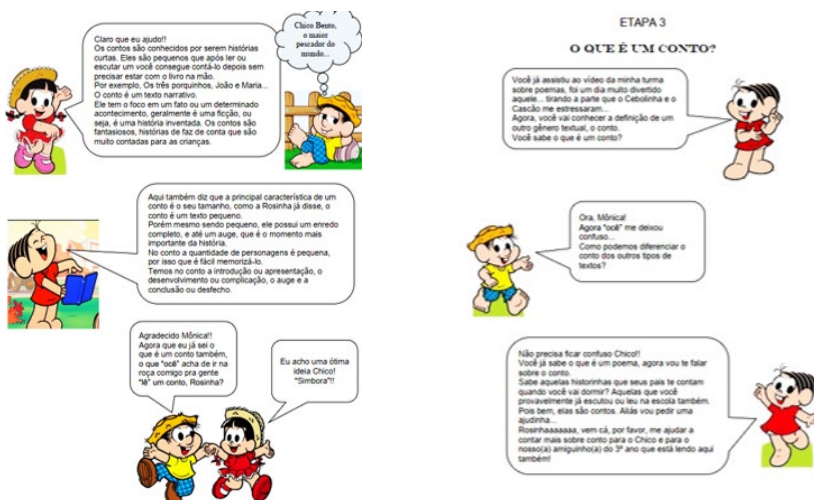 ETAPA 3
O QUE É UM CONTO?
Você já assistiu ao vídeo da minha turma
sobre poemas, foi um dia muito divertido
aquele... tirando a parte que o Cebolinha e o
Cascão me estressaram...
Agora, você vai conhecer a definição de um
outro gênero textual, o conto.
Você sabe o que é um conto?
Ora, Mônica!
Agora "ocê" me deixou
confuso...
Como podemos diferenciar o
conto dos outros tipos de
textos?
Não precisa ficar confuso Chico!!
Você já sabe o que é um poema, agora vou te falar
sobre o conto.
Sabe aquelas historinhas que seus pais te contam
quando você vai dormir? Aquelas que você
provavelmente já escutou ou leu na escola também.
Pois bem, elas são contos. Aliás vou pedir uma
ajudinha...
Rosinhaaaaaaa, vem cá, por favor, me ajudar a
contar mais sobre conto para o Chico e para o
nosso(a) amiguinho(a) do 3º ano que está lendo aqui
também!
Claro que eu ajudo!!
Os contos são conhecidos por serem histórias
curtas. Eles são pequenos que após ler ou
escutar um você consegue contá-lo depois sem
precisar estar com o livro na mão.
Por exemplo, Os três porquinhos, João e Maria...
O conto é um texto narrativo.
Ele tem o foco em um fato ou um determinado
acontecimento, geralmente é uma ficção, ou
seja, é uma história inventada. Os contos são
fantasiosos, histórias de faz de conta que são
muito contadas para as crianças.
Chico Bento,
o maior
pescador do
mundo...
Aqui também diz que a principal característica de um
conto é o seu tamanho, como a Rosinha já disse, o
conto é um texto pequeno.
Porém mesmo sendo pequeno, ele possui um enredo
completo, e até um auge, que é o momento mais
importante da história.
No conto a quantidade de personagens é pequena,
por isso que é fácil memorizá-lo.
Temos no conto a introdução ou apresentação, o
desenvolvimento ou complicação, o auge e a
conclusão ou desfecho.
Agradecido Mônica!!
Agora que eu já sei o
que é um conto também,
o que "ocê" acha de ir na
roça comigo pra gente
"lê" um conto, Rosinha?
Eu acho uma ótima
ideia Chico!
"Simbora"!!